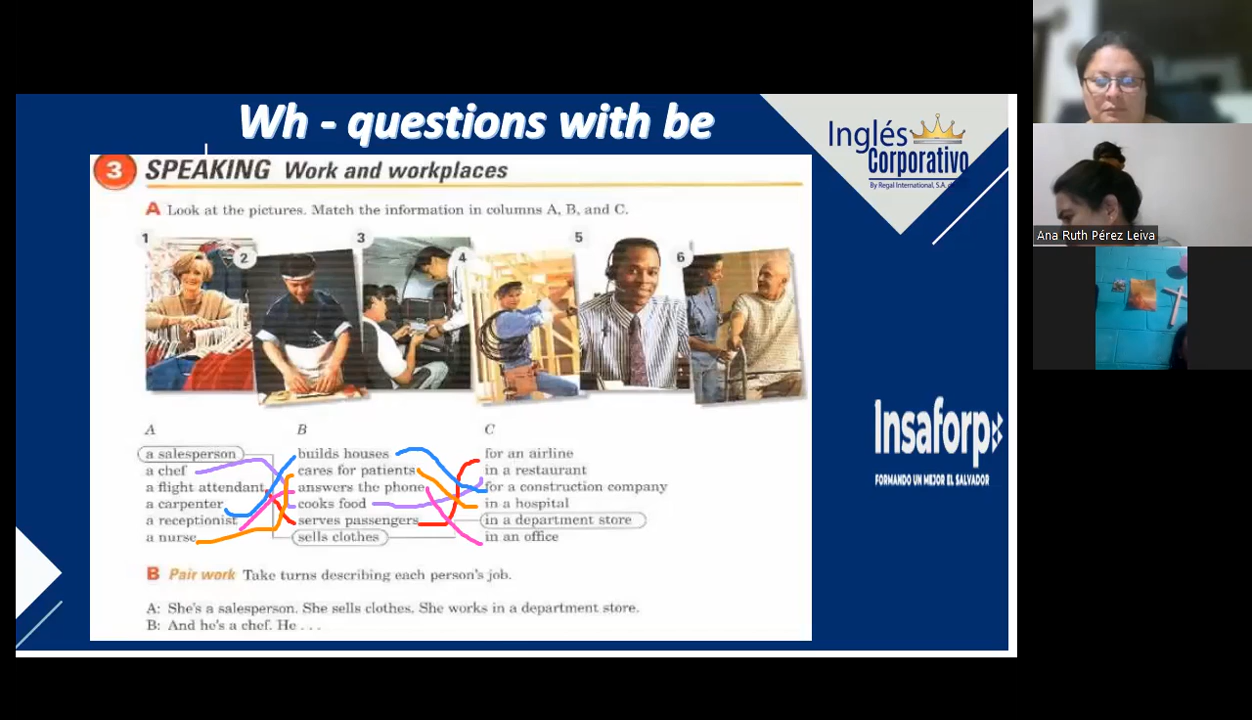 Wh - questions with be
Inglés
Corporativo
By Regal International, S.A.
3 SPEAKING Work and workplaces
A Look at the pictures. Match the information in columns A, B, and C.
1
2
3
4
5
6
A B C
a salesperson builds houses for an airline
a chef cares for patients in a restaurant
a flight attendant answers the phone for a construction company
a carpenter cooks food in a hospital
a receptionist serves passengers in a department store
a nurse sells clothes in an office
B Pair work Take turns describing each person's job.
A: She's a salesperson. She sells clothes. She works in a department store.
B: And he's a chef. He . . .
Insaforp
FORMANDO UN MEJOR EL SALVADOR
Ana Ruth Pérez Leiva